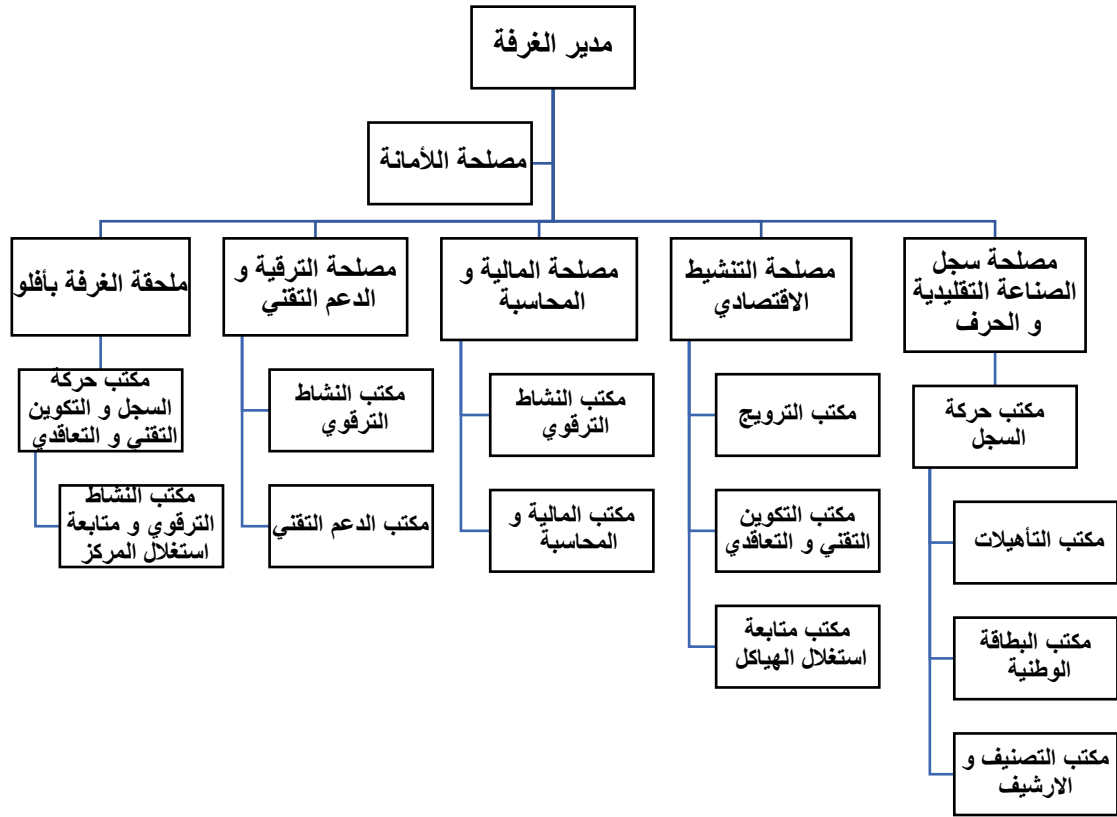 مدير الغرفة
مصلحة اللأمانة
مصلحة سجل
الصناعة التقليدية
و الحرف
مصلحة التنشيط
الاقتصادي
مصلحة المالية و
المحاسبة
مصلحة الترقية و
الدعم التقني
ملحقة الغرفة بأفلو
مكتب حركة
السجل
مكتب التأهيلات
مكتب البطاقة
الوطنية
مكتب التصنيف و
الارشيف
مكتب الترويج
مكتب التكوين
التقني و التعاقدي
مكتب متابعة
استغلال الهياكل
مكتب النشاط
الترقوي
مكتب المالية و
المحاسبة
مكتب النشاط
الترقوي
مكتب الدعم التقني
مكتب حركة
السجل و التكوين
التقني و التعاقدي
مكتب النشاط
الترقوي و متابعة
استغلال المركز